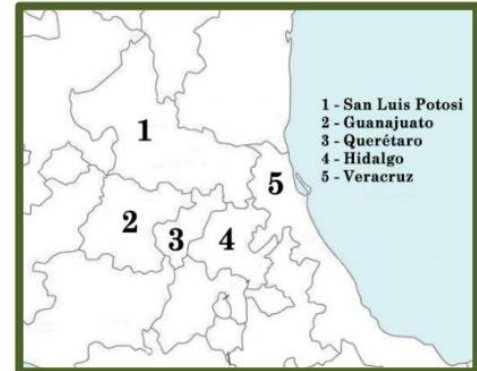 1 - San Luis Potosi
2 - Guanajuato
3 - Querétaro
4 - Hidalgo
5 - Veracruz
1
5
2
3
4